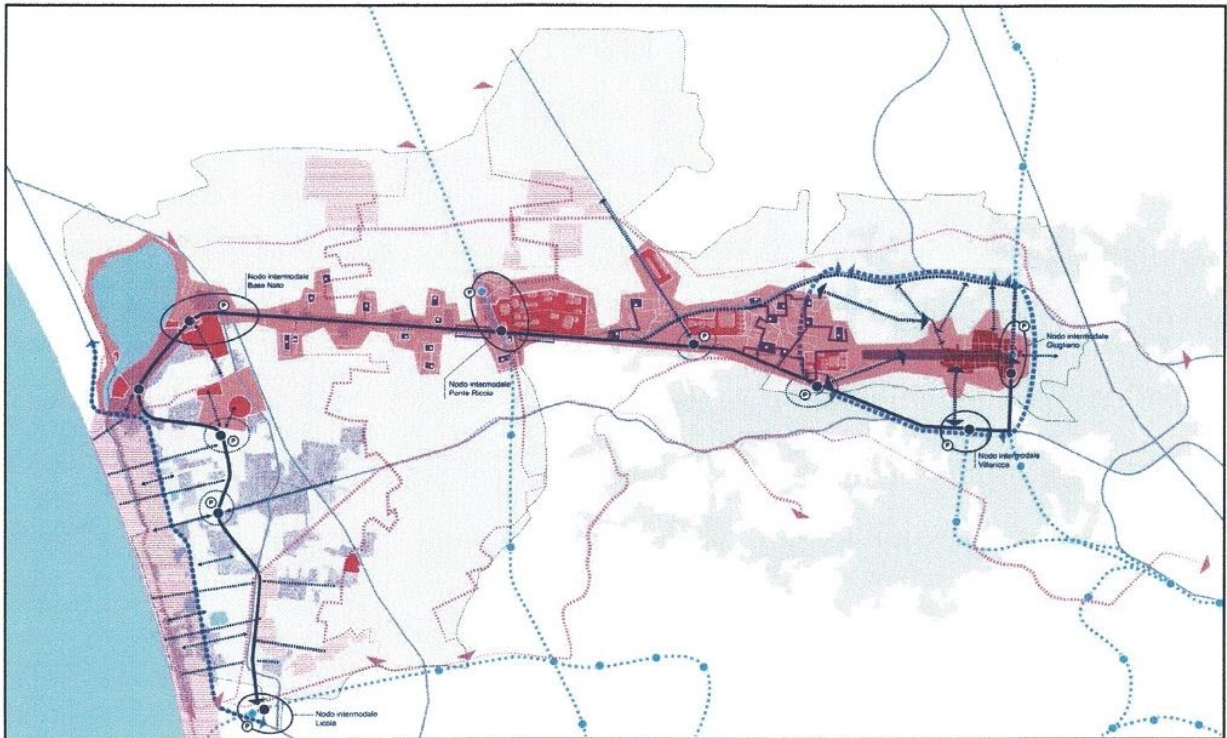 Nodo intermodale
Base Nato
P
P
Nodo intermodale
Ponte Riccio
P
P
P
Nodo intermodale
Giugliano
P
Nodo intermodale
Villaricca
P
P
P
Nodo intermodale
Licola